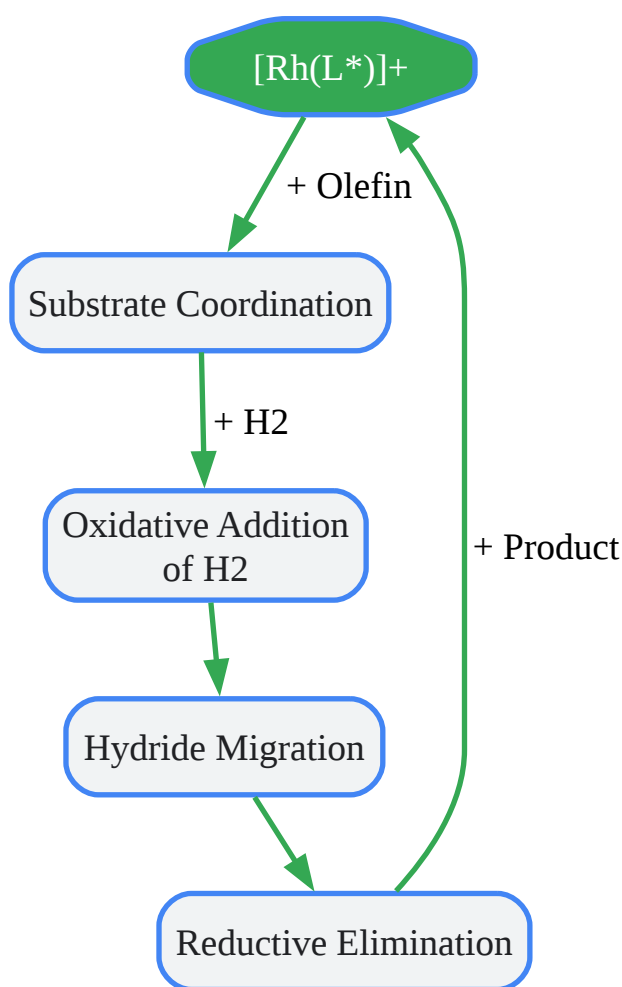 [Rh(L*)]+
+ Olefin
Substrate Coordination
+ H2
Oxidative Addition
of H2
+ Product
Hydride Migration
Reductive Elimination